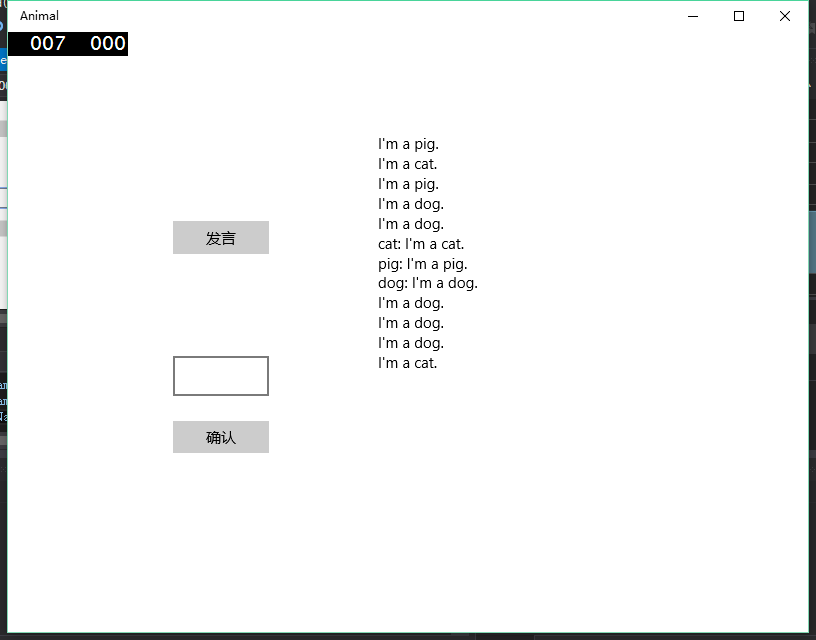 Animal
007 000
I'm a pig.
I'm a cat.
I'm a pig.
I'm a dog.
I'm a dog.
cat: I'm a cat.
pig: I'm a pig.
dog: I'm a dog.
I'm a dog.
I'm a dog.
I'm a dog.
I'm a cat.
发言
确认